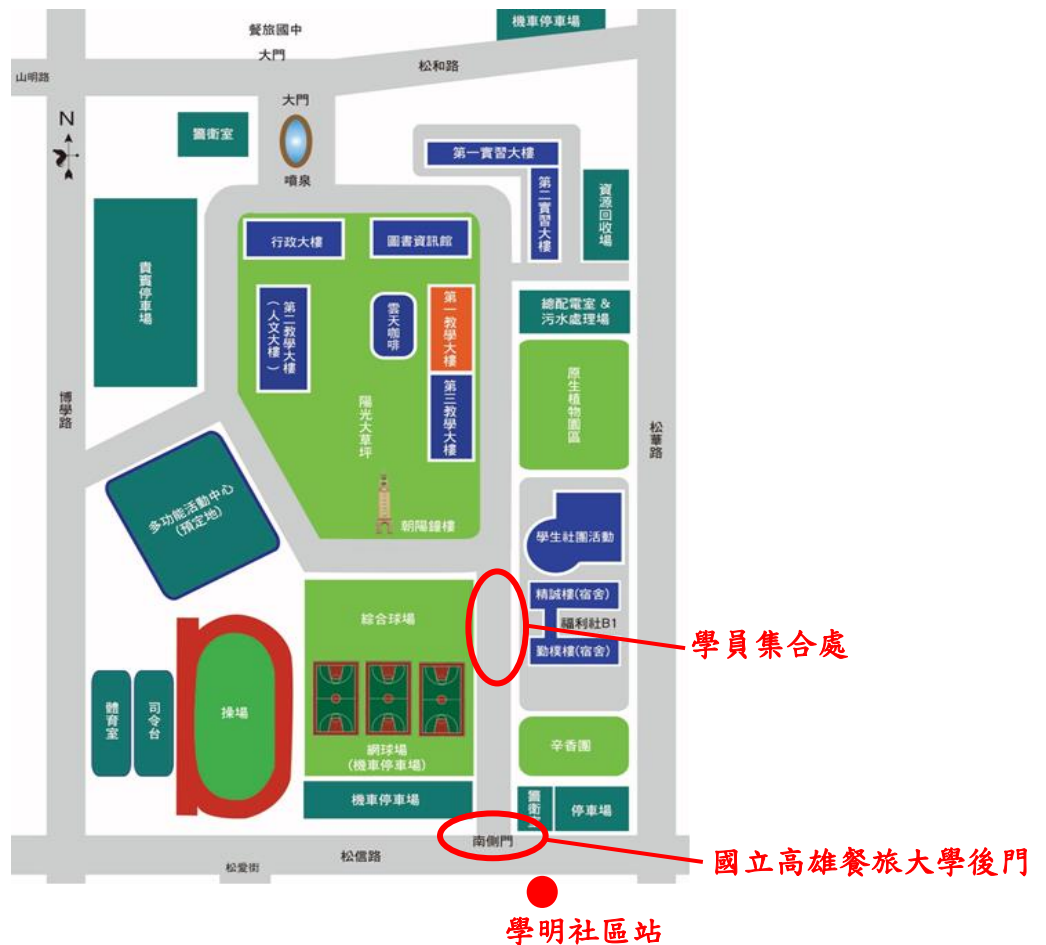 機車停車場
餐旅國中
大門
松和路
山明路
大門
N
警衛室
噴泉
第一實習大樓
第二實習大樓
資源回收場
行政大樓
圖書資訊館
貴賓停車場
第二教學大樓
(人文大樓)
雲天咖啡
第一教學大樓
總配電室 &
污水處理場
第三教學大樓
原生植物園區
陽光大草坪
博學路
松華路
多功能活動中心
(預定地)
朝陽鐘樓
學生社團活動
精誠樓(宿舍)
福利社B1
勤樸樓(宿舍)
綜合球場
學員集合處
體育室
司令台
操場
網球場
(機車停車場)
辛香園
機車停車場
警衛室
停車場
南側門
松信路
松愛街
國立高雄餐旅大學後門
學明社區站